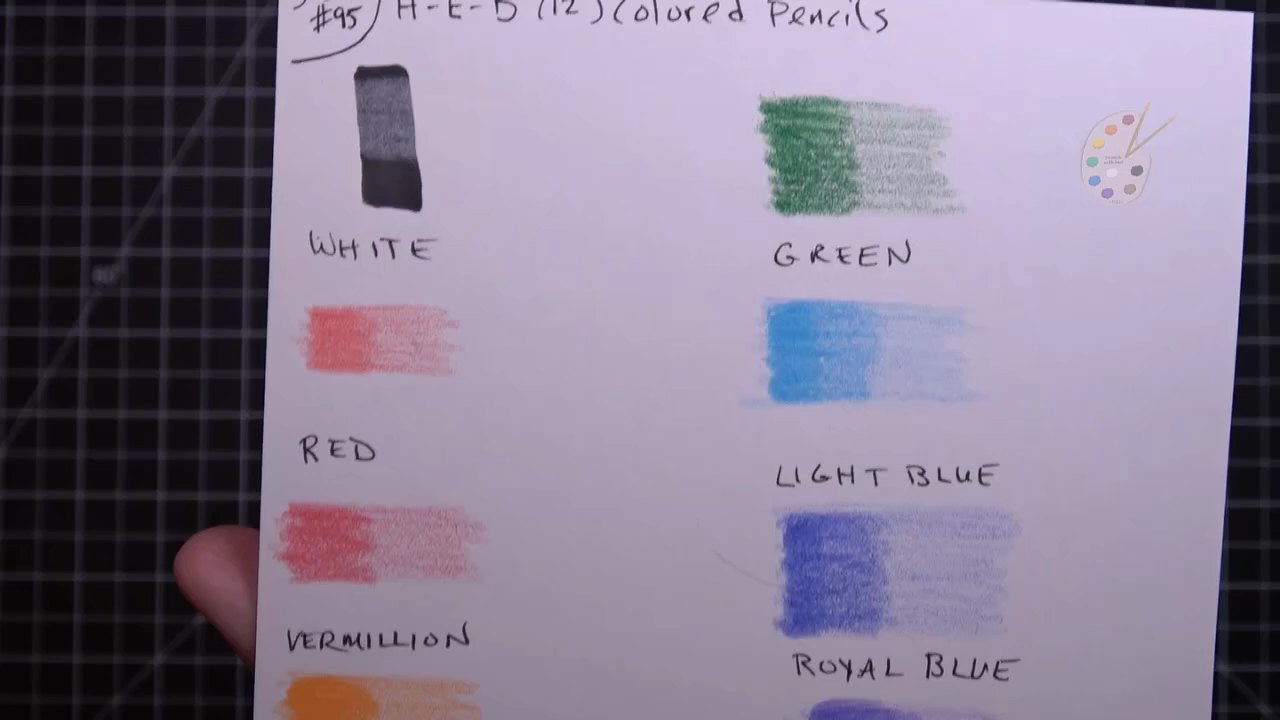 #95 H-E-B (12) Colored Pencils
WHITE
RED
VERMILLION
GREEN
LIGHT BLUE
ROYAL BLUE